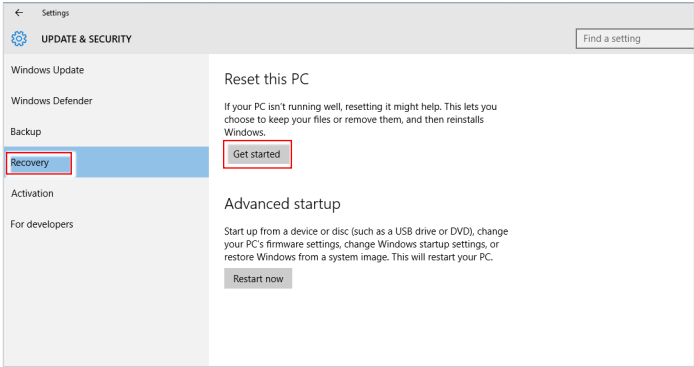 Settings
UPDATE & SECURITY
Find a setting
Windows Update
Windows Defender
Backup
Recovery
Activation
For developers
Reset this PC
If your PC isn't running well, resetting it might help. This lets you
choose to keep your files or remove them, and then reinstalls
Windows.
Get started
Advanced startup
Start up from a device or disc (such as a USB drive or DVD), change
your PC's firmware settings, change Windows startup settings, or
restore Windows from a system image. This will restart your PC.
Restart now